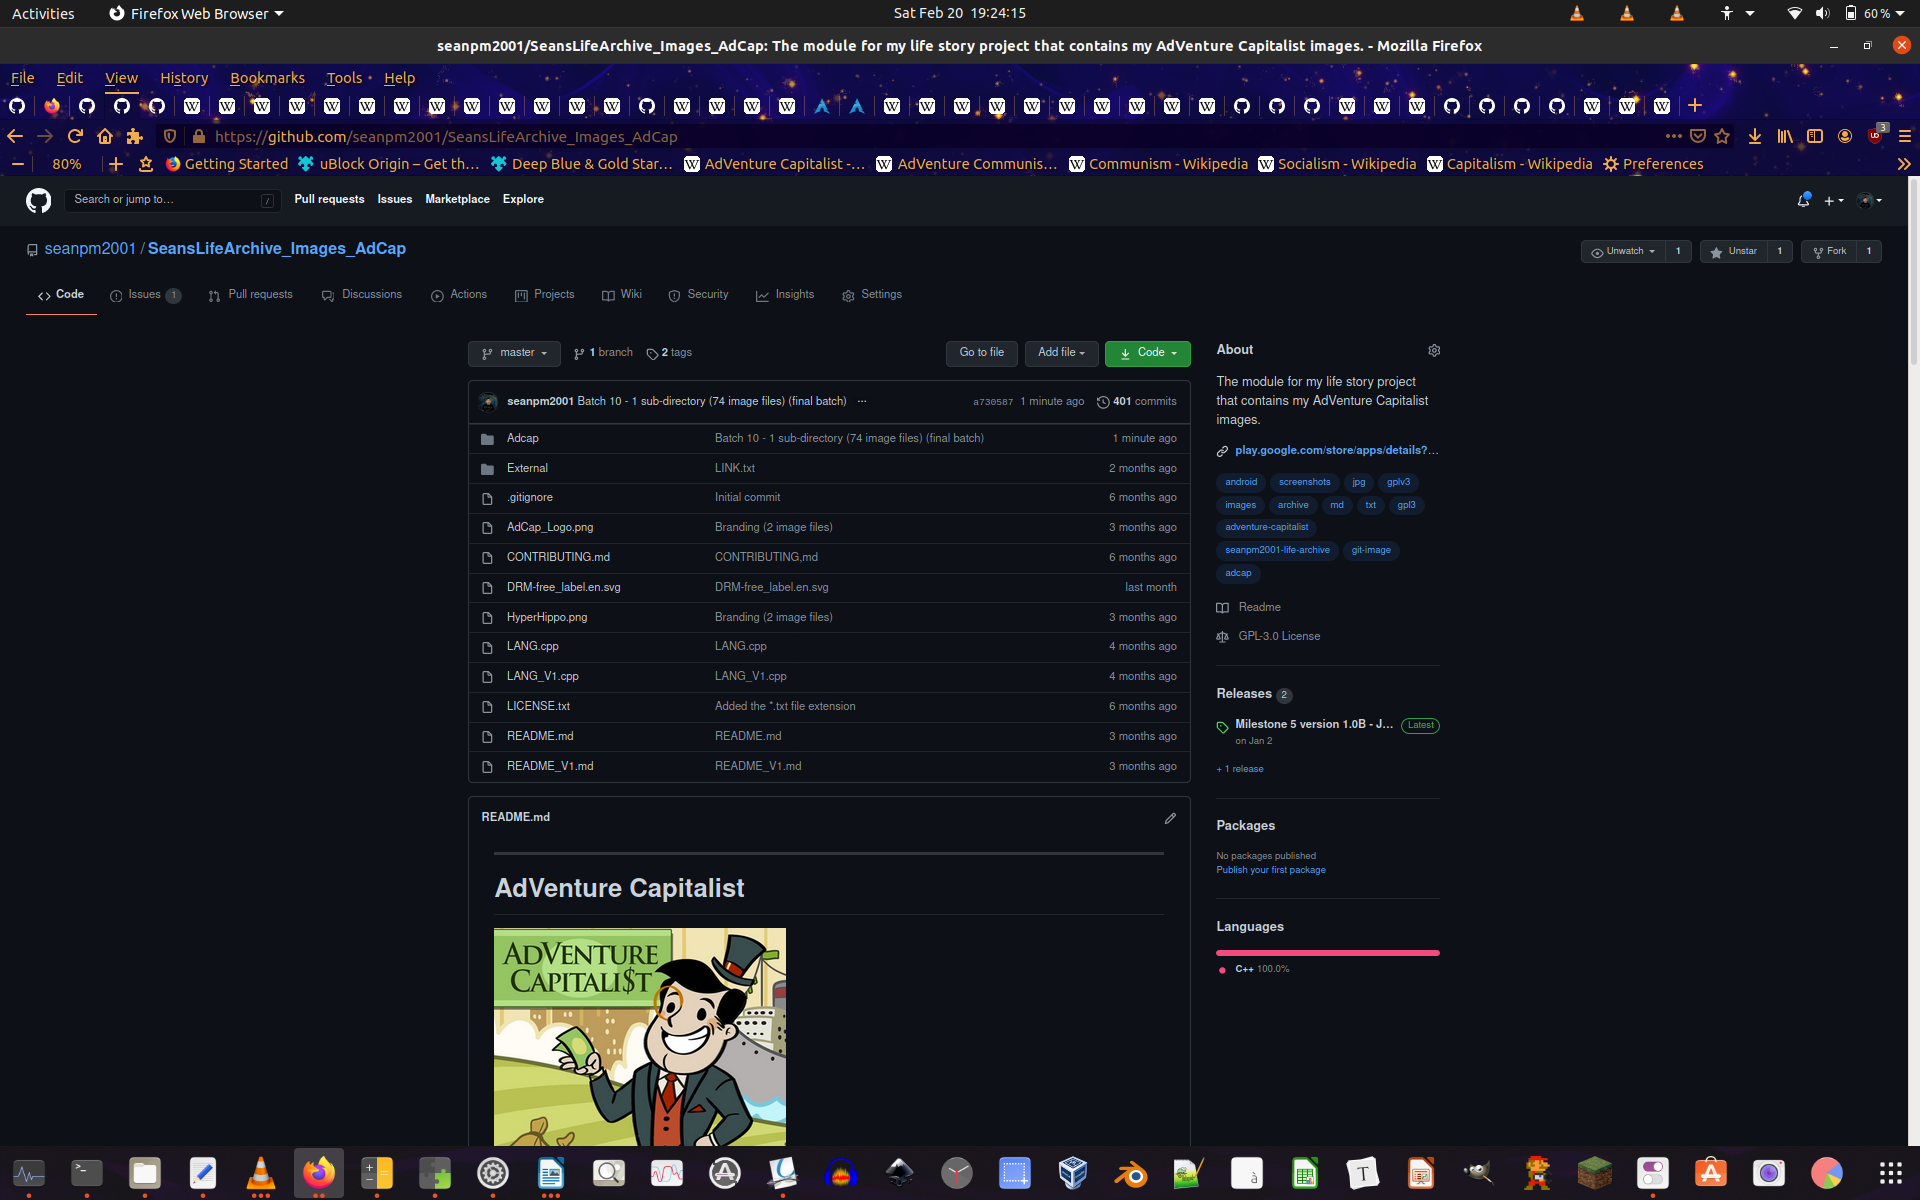 Activities Firefox Web Browser Sat Feb 20 19:24:15 60 %
seanpm2001/SeansLifeArchive_Images_AdCap: The module for my life story project that contains my AdVenture Capitalist images. - Mozilla Firefox
File Edit View History Bookmarks Tools Help
https://github.com/seanpm2001/SeansLifeArchive_Images_AdCap 3
80% Getting Started uBlock Origin – Get th… Deep Blue & Gold Star… AdVenture Capitalist -… AdVenture Communis… Communism - Wikipedia Socialism - Wikipedia Capitalism - Wikipedia Preferences
Search or jump to… / Pull requests Issues Marketplace Explore
seanpm2001 / SeansLifeArchive_Images_AdCap Unwatch 1 Unstar 1 Fork 1
Code Issues 1 Pull requests Discussions Actions Projects Wiki Security Insights Settings
master 1 branch 2 tags Go to file Add file Code
seanpm2001 Batch 10 - 1 sub-directory (74 image files) (final batch) ... a730587 1 minute ago 401 commits
Adcap Batch 10 - 1 sub-directory (74 image files) (final batch) 1 minute ago
External LINK.txt 2 months ago
.gitignore Initial commit 6 months ago
AdCap_Logo.png Branding (2 image files) 3 months ago
CONTRIBUTING.md CONTRIBUTING,md 6 months ago
DRM-free_label.en.svg DRM-free_label.en.svg last month
HyperHippo.png Branding (2 image files) 3 months ago
LANG.cpp LANG.cpp 4 months ago
LANG_V1.cpp LANG_V1.cpp 4 months ago
LICENSE.txt Added the *.txt file extension 6 months ago
README.md README.md 3 months ago
README_V1.md README_V1.md 3 months ago
README.md
AdVenture Capitalist
ADVENTURE
CAPITALI$T
About
The module for my life story project
that contains my AdVenture Capitalist
images.
play.google.com/store/apps/details?…
android screenshots jpg gplv3
images archive md txt gpl3
adventure-capitalist
seanpm2001-life-archive git-image
adcap
Readme
GPL-3.0 License
Releases 2
Milestone 5 version 1.0B - J… Latest
on Jan 2
+ 1 release
Packages
No packages published
Publish your first package
Languages
C++ 100.0%